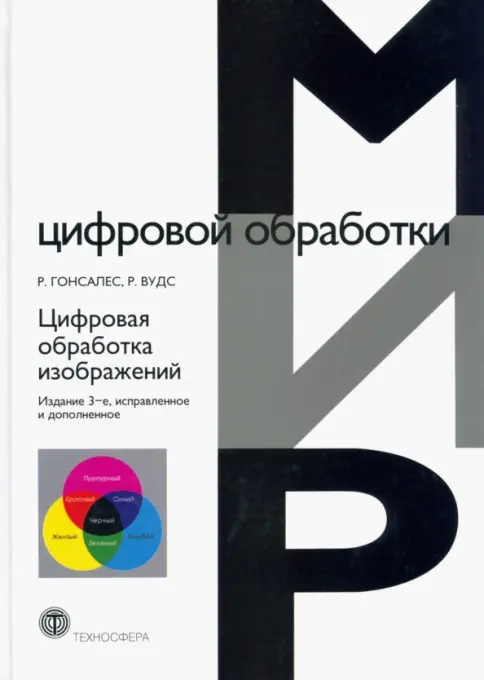 МИР
цифровой обработки
Р. ГОНСАЛЕС, Р. ВУДС
Цифровая
обработка
изображений
Издание 3-е, исправленное
и дополненное
Пурпурный
Красный
Синий
Черный
Желтый
Зеленый
Голубой
ТЕХНОСФЕРА